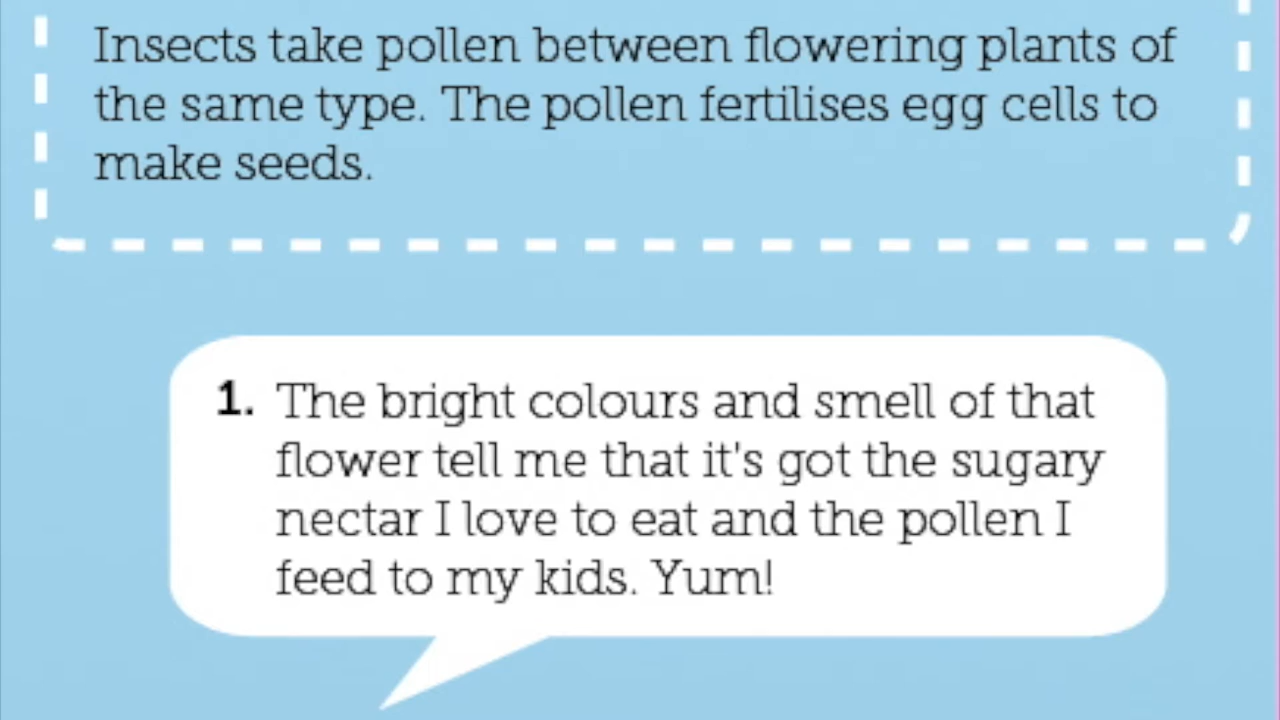 Insects take pollen between flowering plants of
the same type. The pollen fertilises egg cells to
make seeds.
1. The bright colours and smell of that
flower tell me that it's got the sugary
nectar I love to eat and the pollen I
feed to my kids. Yum!